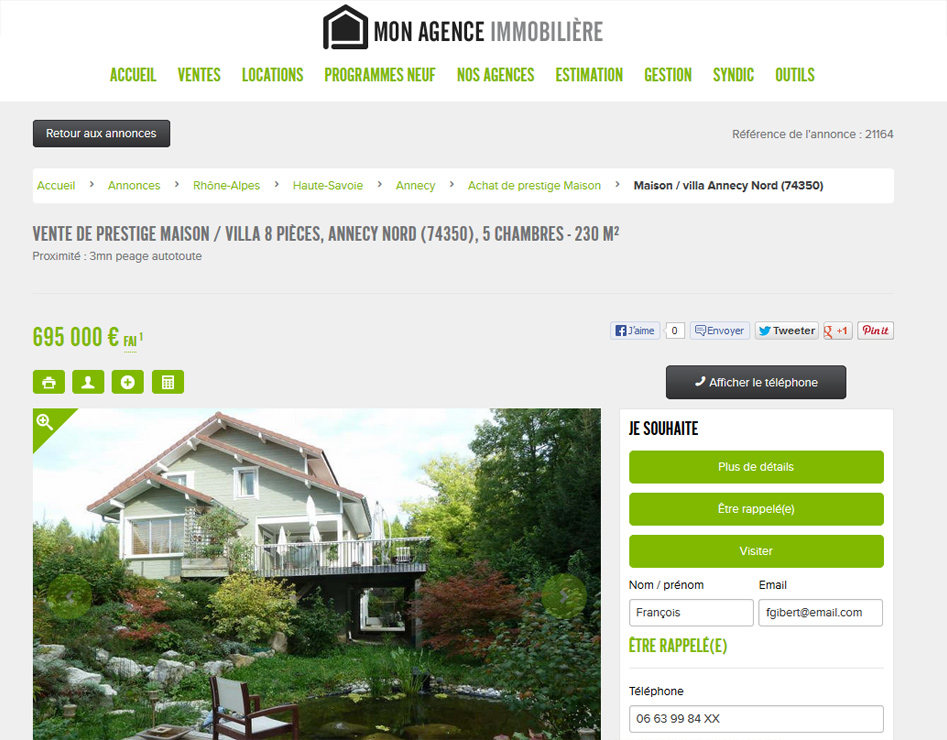 MON AGENCE IMMOBILIÈRE
ACCUEIL VENTES LOCATIONS PROGRAMMES NEUF NOS AGENCES ESTIMATION GESTION SYNDIC OUTILS
Retour aux annonces
Référence de l'annonce : 21164
Accueil > Annonces > Rhône-Alpes > Haute-Savoie > Annecy > Achat de prestige Maison > Maison / villa Annecy Nord (74350)
VENTE DE PRESTIGE MAISON / VILLA 8 PIÈCES, ANNECY NORD (74350), 5 CHAMBRES - 230 M²
Proximité : 3mn peage autotoute
695 000 € FAI 1
J'aime 0 Envoyer Tweeter +1 Pin it
Afficher le téléphone
JE SOUHAITE
Plus de détails
Être rappelé(e)
Visiter
Nom / prénom Email
François fgibert@email.com
ÊTRE RAPPELÉ(E)
Téléphone
06 63 99 84 XX